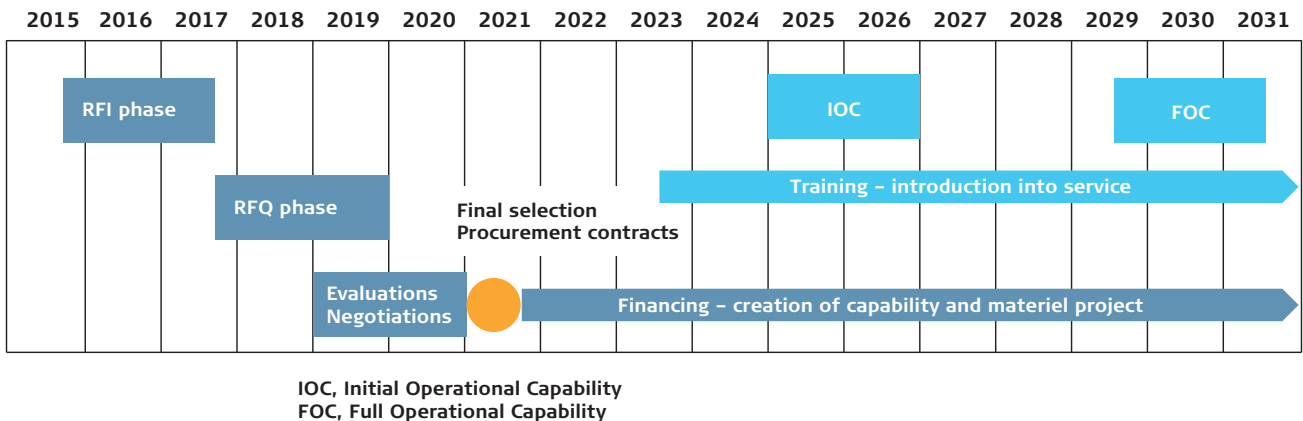 2015 2016 2017 2018 2019 2020 2021 2022 2023 2024 2025 2026 2027 2028 2029 2030 2031
RFI phase
IOC
FOC
Training – introduction into service
RFQ phase
Final selection
Procurement contracts
Evaluations
Negotiations
Financing – creation of capability and materiel project
IOC, Initial Operational Capability
FOC, Full Operational Capability